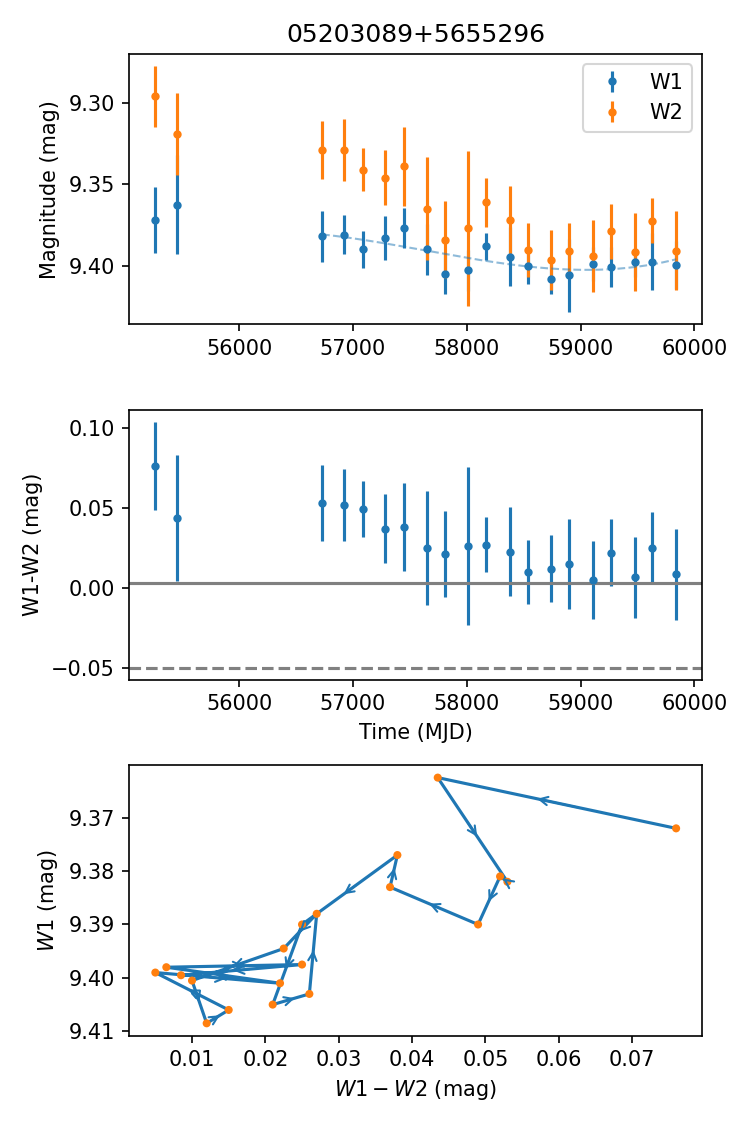 05203089+5655296
Magnitude (mag)
9.30
9.35
9.40
W1
W2
56000 57000 58000 59000 60000
W1-W2 (mag)
0.10
0.05
0.00
−0.05
56000 57000 58000 59000 60000
Time (MJD)
W1 (mag)
9.37
9.38
9.39
9.40
9.41
0.01 0.02 0.03 0.04 0.05 0.06 0.07
W1 − W2 (mag)